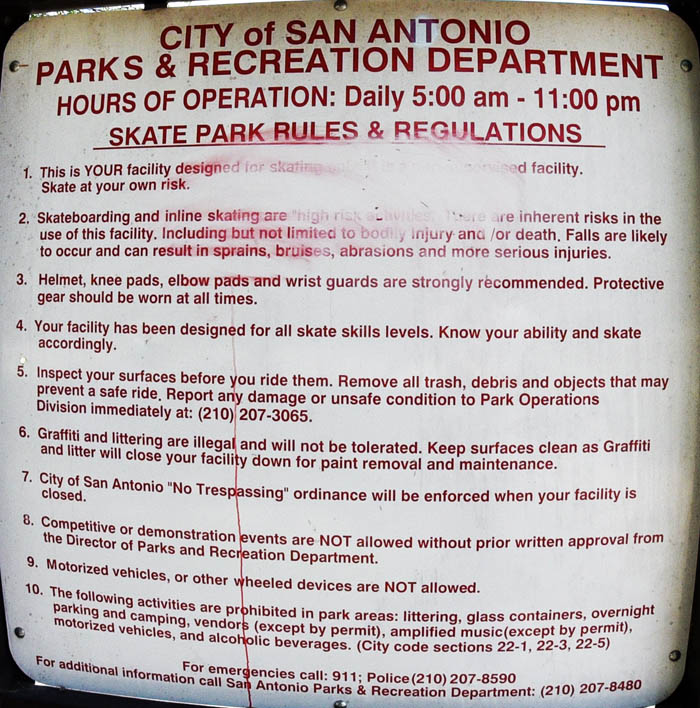 CITY of SAN ANTONIO
PARKS & RECREATION DEPARTMENT
HOURS OF OPERATION: Daily 5:00 am - 11:00 pm
SKATE PARK RULES & REGULATIONS
1. This is YOUR facility designed for skating facility.
Skate at your own risk.
2. Skateboarding and inline skating are "high risk activities". There are inherent risks in the
use of this facility. Including but not limited to bodily injury and /or death. Falls are likely
to occur and can result in sprains, bruises, abrasions and more serious injuries.
3. Helmet, knee pads, elbow pads and wrist guards are strongly recommended. Protective
gear should be worn at all times.
4. Your facility has been designed for all skate skills levels. Know your ability and skate
accordingly.
5. Inspect your surfaces before you ride them. Remove all trash, debris and objects that may
prevent a safe ride. Report any damage or unsafe condition to Park Operations
Division immediately at: (210) 207-3065.
6. Graffiti and littering are illegal and will not be tolerated. Keep surfaces clean as Graffiti
and litter will close your facility down for paint removal and maintenance.
7. City of San Antonio "No Trespassing" ordinance will be enforced when your facility is
closed.
8. Competitive or demonstration events are NOT allowed without prior written approval from
the Director of Parks and Recreation Department.
9. Motorized vehicles, or other wheeled devices are NOT allowed.
10. The following activities are prohibited in park areas: littering, glass containers, overnight
parking and camping, vendors (except by permit), amplified music(except by permit),
motorized vehicles, and alcoholic beverages. (City code sections 22-1, 22-3, 22-5)
For emergencies call: 911; Police(210) 207-8590
For additional information call San Antonio Parks & Recreation Department: (210) 207-8480